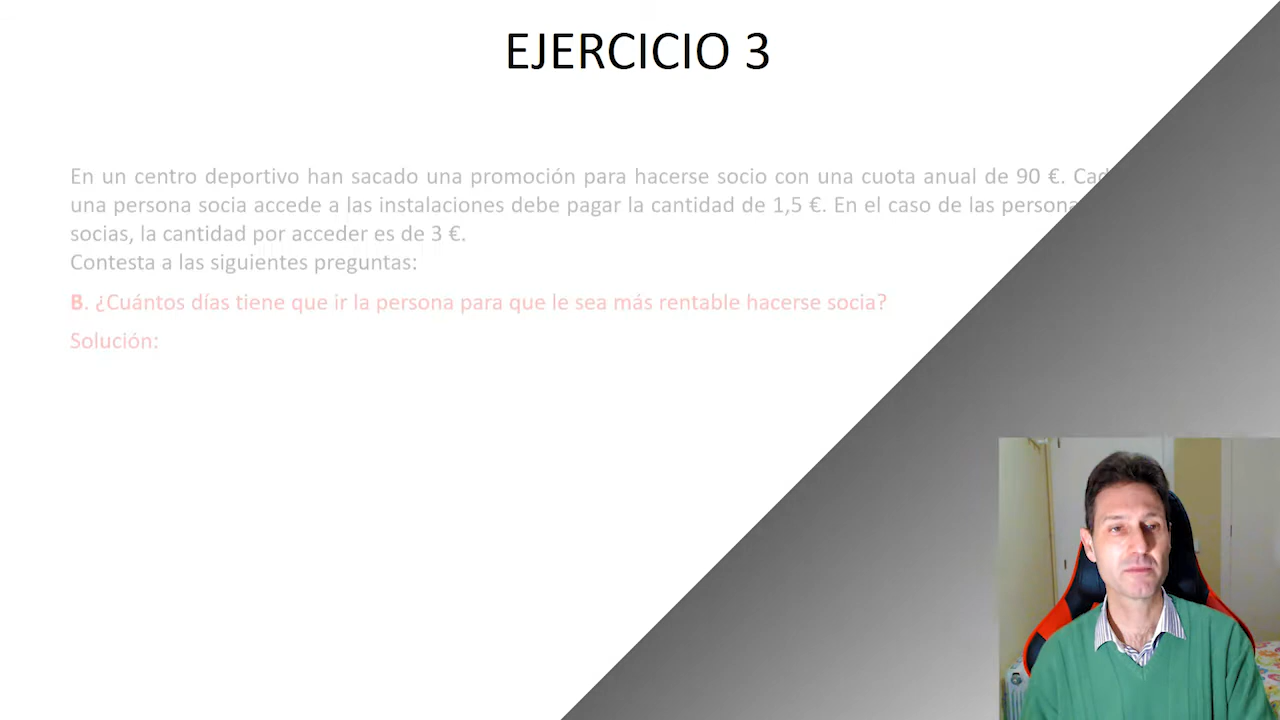 EJERCICIO 3
En un centro deportivo han sacado una promoción para hacerse socio con una cuota anual de 90 €.
una persona socia accede a las instalaciones debe pagar la cantidad de 1,5 €. En el caso de las
socias, la cantidad por acceder es de 3 €.
Contesta a las siguientes preguntas:
B. ¿Cuántos días tiene que ir la persona para que le sea más rentable hacerse socia?
Solución: